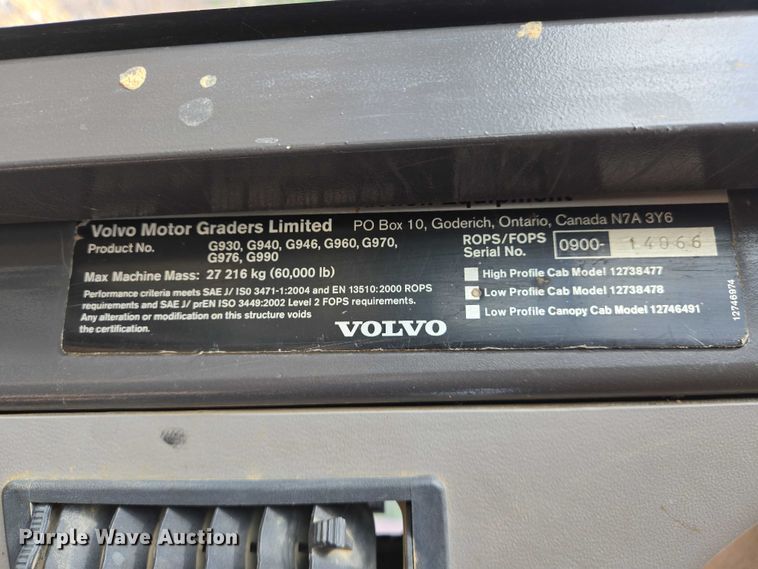 Equipment
Volvo Motor Graders Limited PO Box 10, Goderich, Ontario, Canada N7A 3Y6
Product No. G930, G940, G946, G960, G970,
G976, G990
ROPS/FOPS
Serial No. 0900- 14066
Max Machine Mass: 27 216 kg (60,000 lb)
Performance criteria meets SAE J/ ISO 3471-1:2004 and EN 13510:2000 ROPS
requirements and SAE J/ prEN ISO 3449:2002 Level 2 FOPS requirements.
Any alteration or modification on this structure voids
the certification.
High Profile Cab Model 12738477
Low Profile Cab Model 12738478
Low Profile Canopy Cab Model 12746491
VOLVO
12746974
Purple Wave Auction